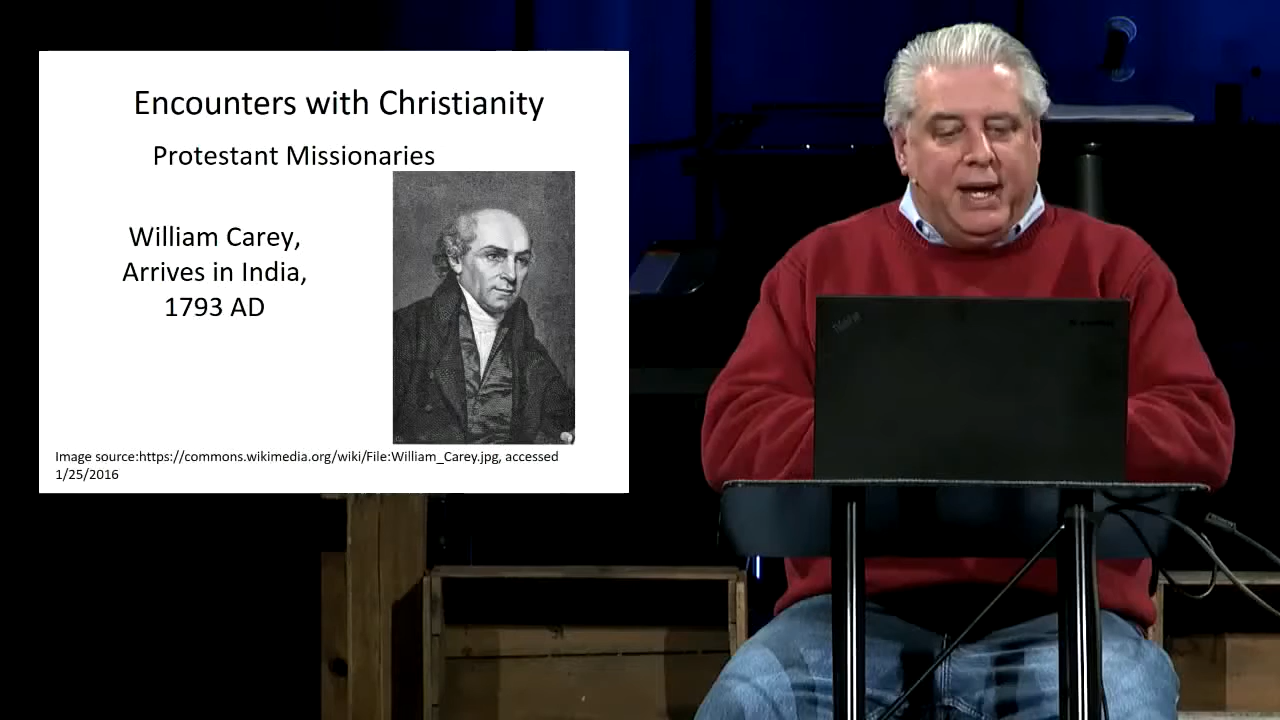 Encounters with Christianity
Protestant Missionaries
William Carey,
Arrives in India,
1793 AD
Image source:https://commons.wikimedia.org/wiki/File:William_Carey.jpg, accessed
1/25/2016
ThinkPad